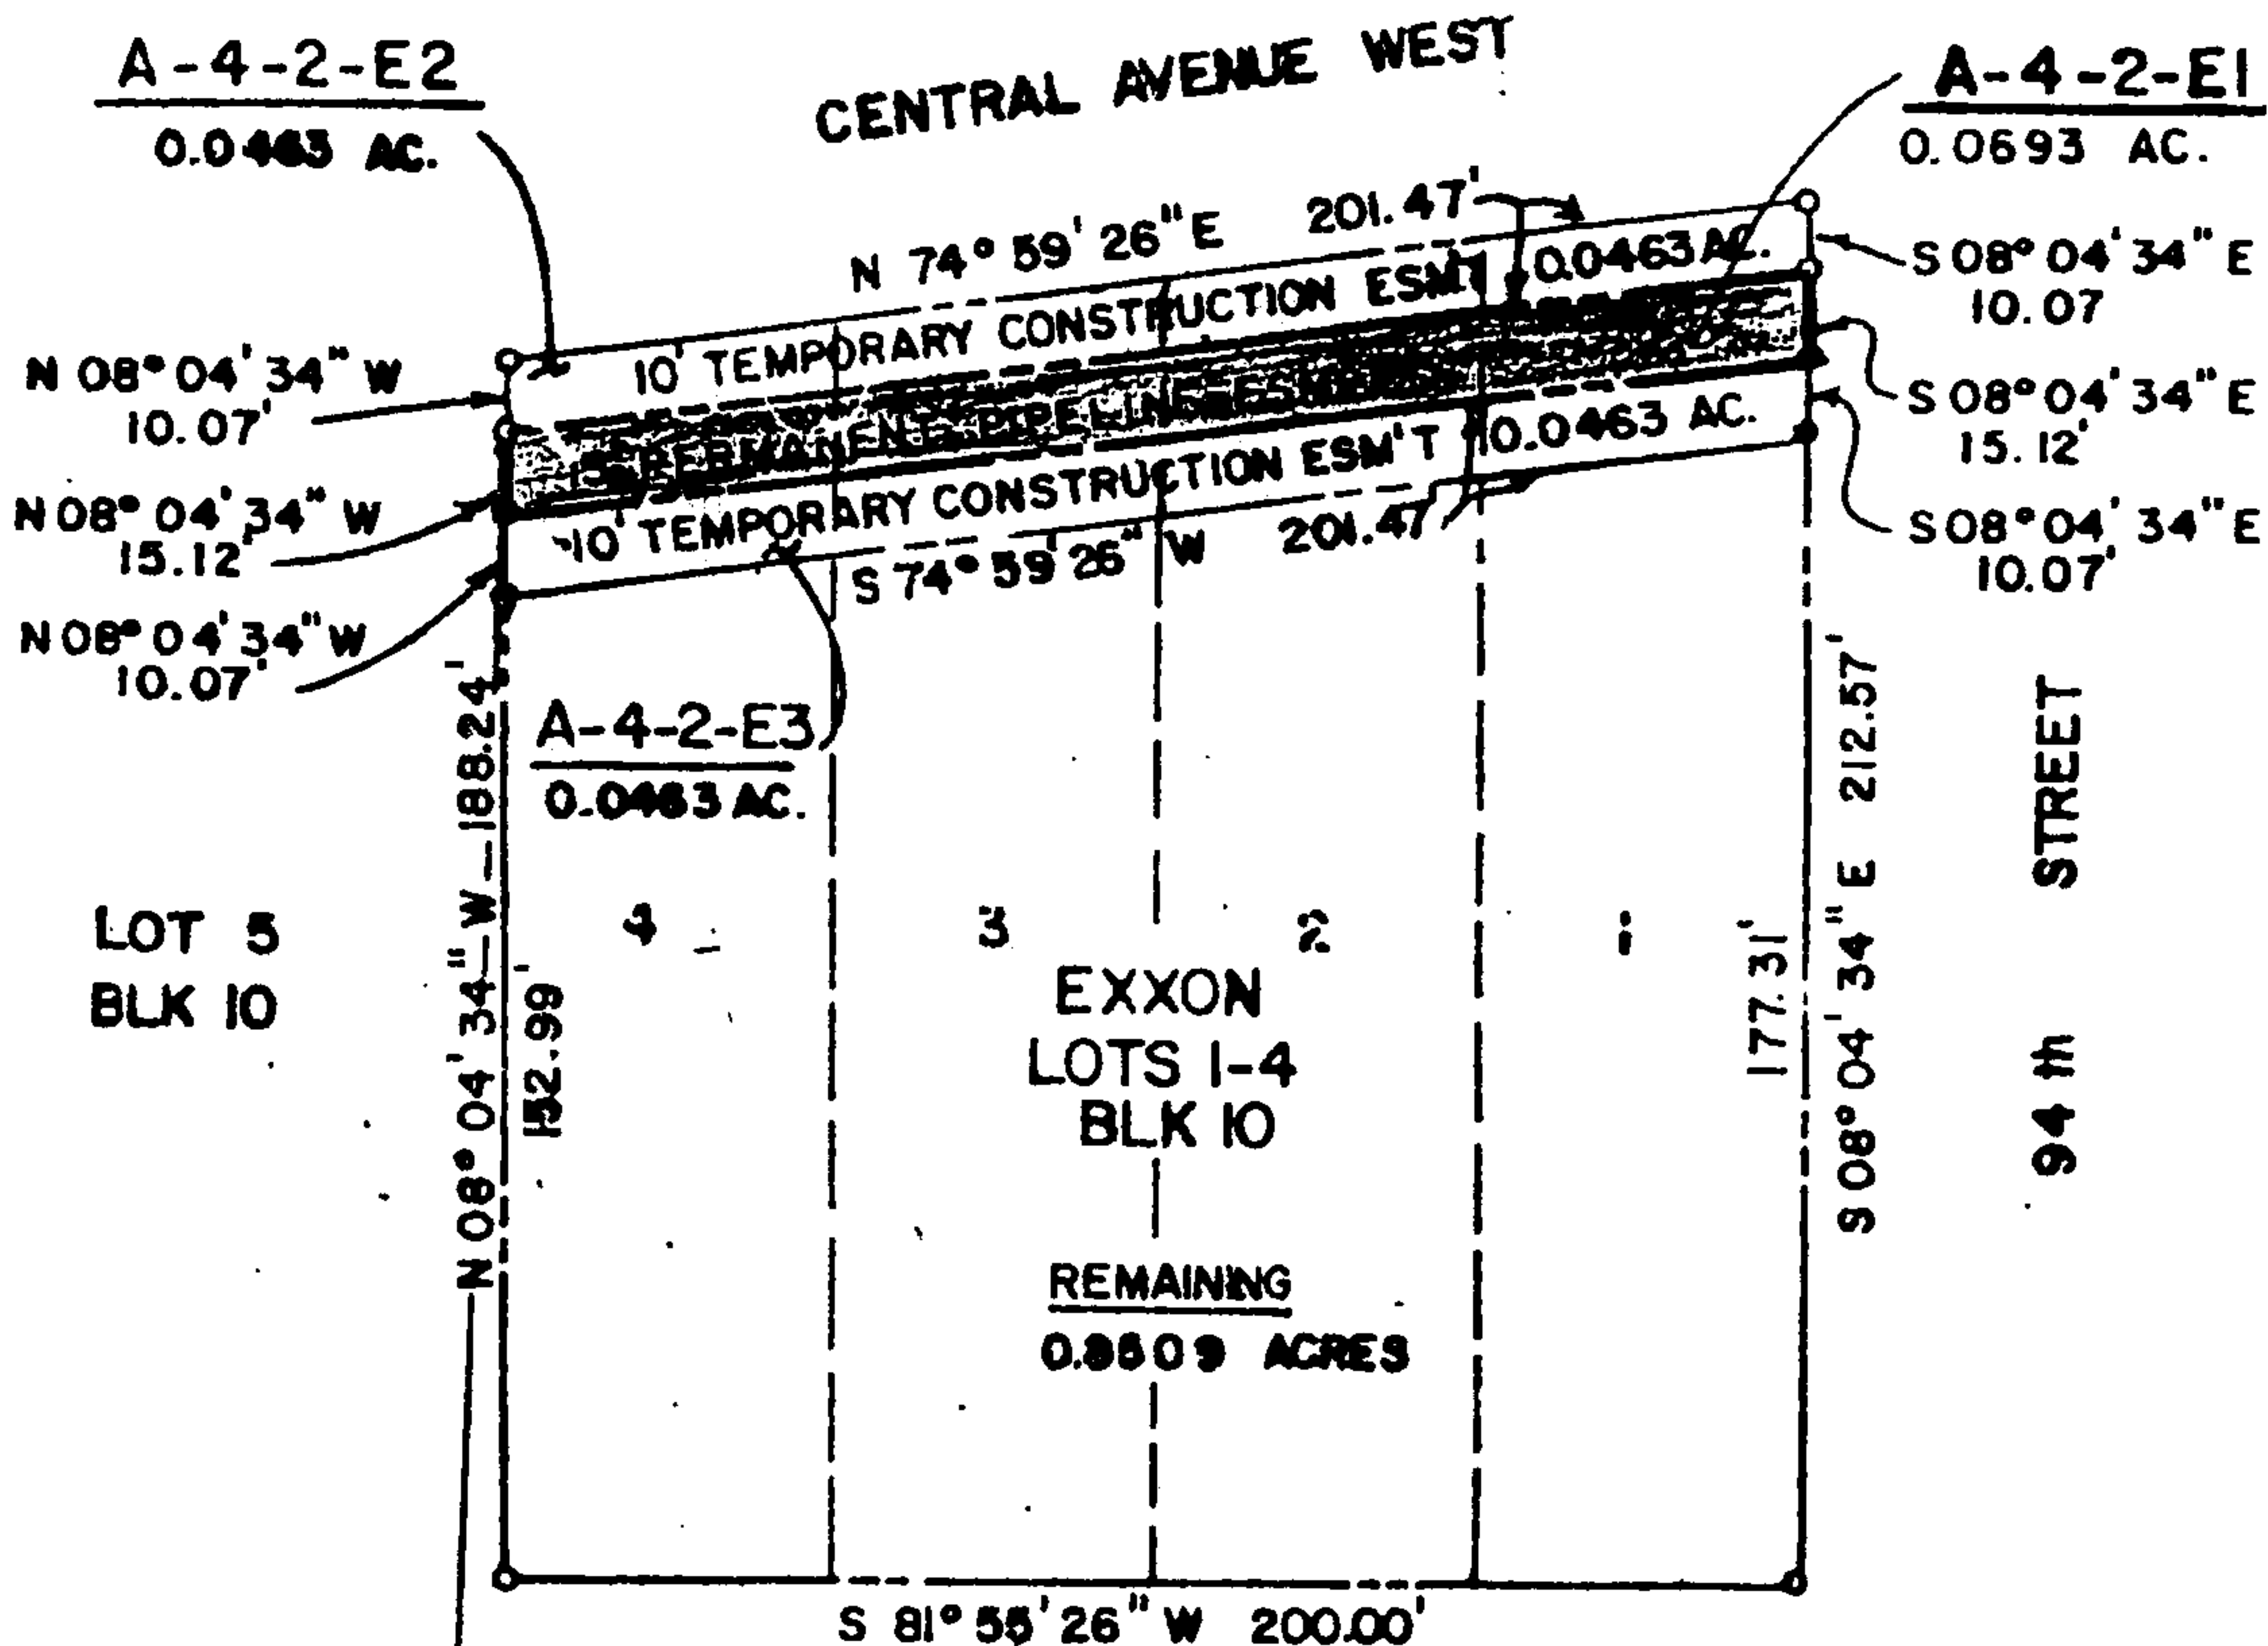 A-4-2-E2
0.0463 AC.
CENTRAL AVENUE WEST
A-4-2-E1
0.0693 AC.
N 74° 59' 26" E 201.47'
S 08° 04' 34" E
10.07
10' TEMPORARY CONSTRUCTION ESM'T 0.0463 AC.
N 08° 04' 34" W
10.07'
PERMANENT PIPELINE ESM'T
S 08° 04' 34" E
15.12'
N 08° 04' 34" W
15.12'
10' TEMPORARY CONSTRUCTION ESM'T 0.0463 AC.
S 74° 59' 26" W 201.47'
S 08° 04' 34" E
10.07'
N 08° 04' 34" W
10.07'
A-4-2-E3
0.0463 AC.
N 08° 04' 34" W 188.24'
152.99'
LOT 5
BLK 10
4
3
2
1
EXXON
LOTS 1-4
BLK 10
177.31'
S 08° 04' 34" E 212.57'
94 th STREET
REMAINING
ACRES
S 81° 55' 26" W 200.00'